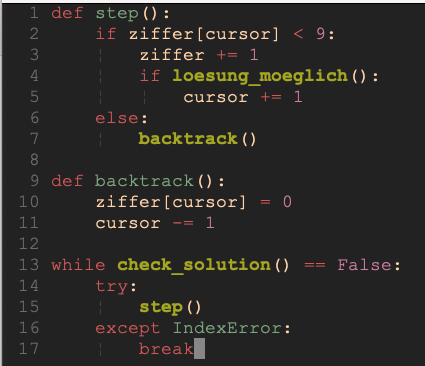 1 def step():
2     if ziffer[cursor] < 9:
3         ziffer += 1
4         if loesung_moeglich():
5             cursor += 1
6     else:
7         backtrack()
8
9 def backtrack():
10     ziffer[cursor] = 0
11     cursor -= 1
12
13 while check_solution() == False:
14     try:
15         step()
16     except IndexError:
17         break